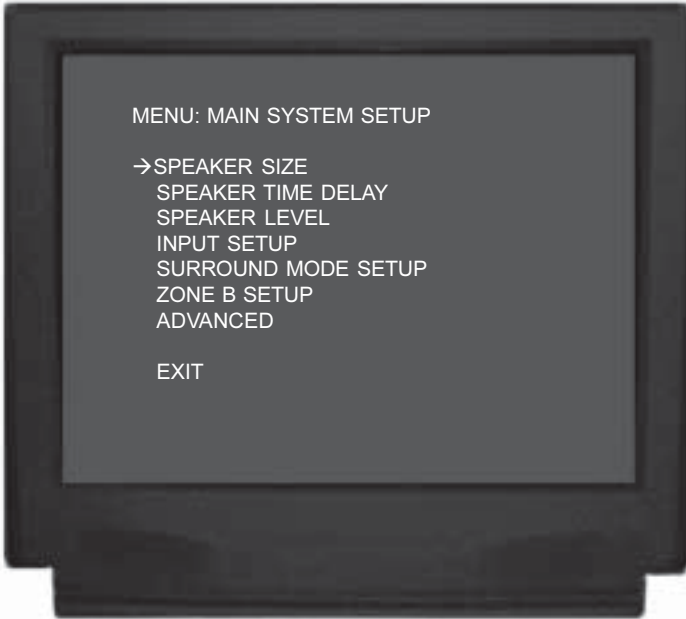 MENU: MAIN SYSTEM SETUP
→SPEAKER SIZE
SPEAKER TIME DELAY
SPEAKER LEVEL
INPUT SETUP
SURROUND MODE SETUP
ZONE B SETUP
ADVANCED
EXIT